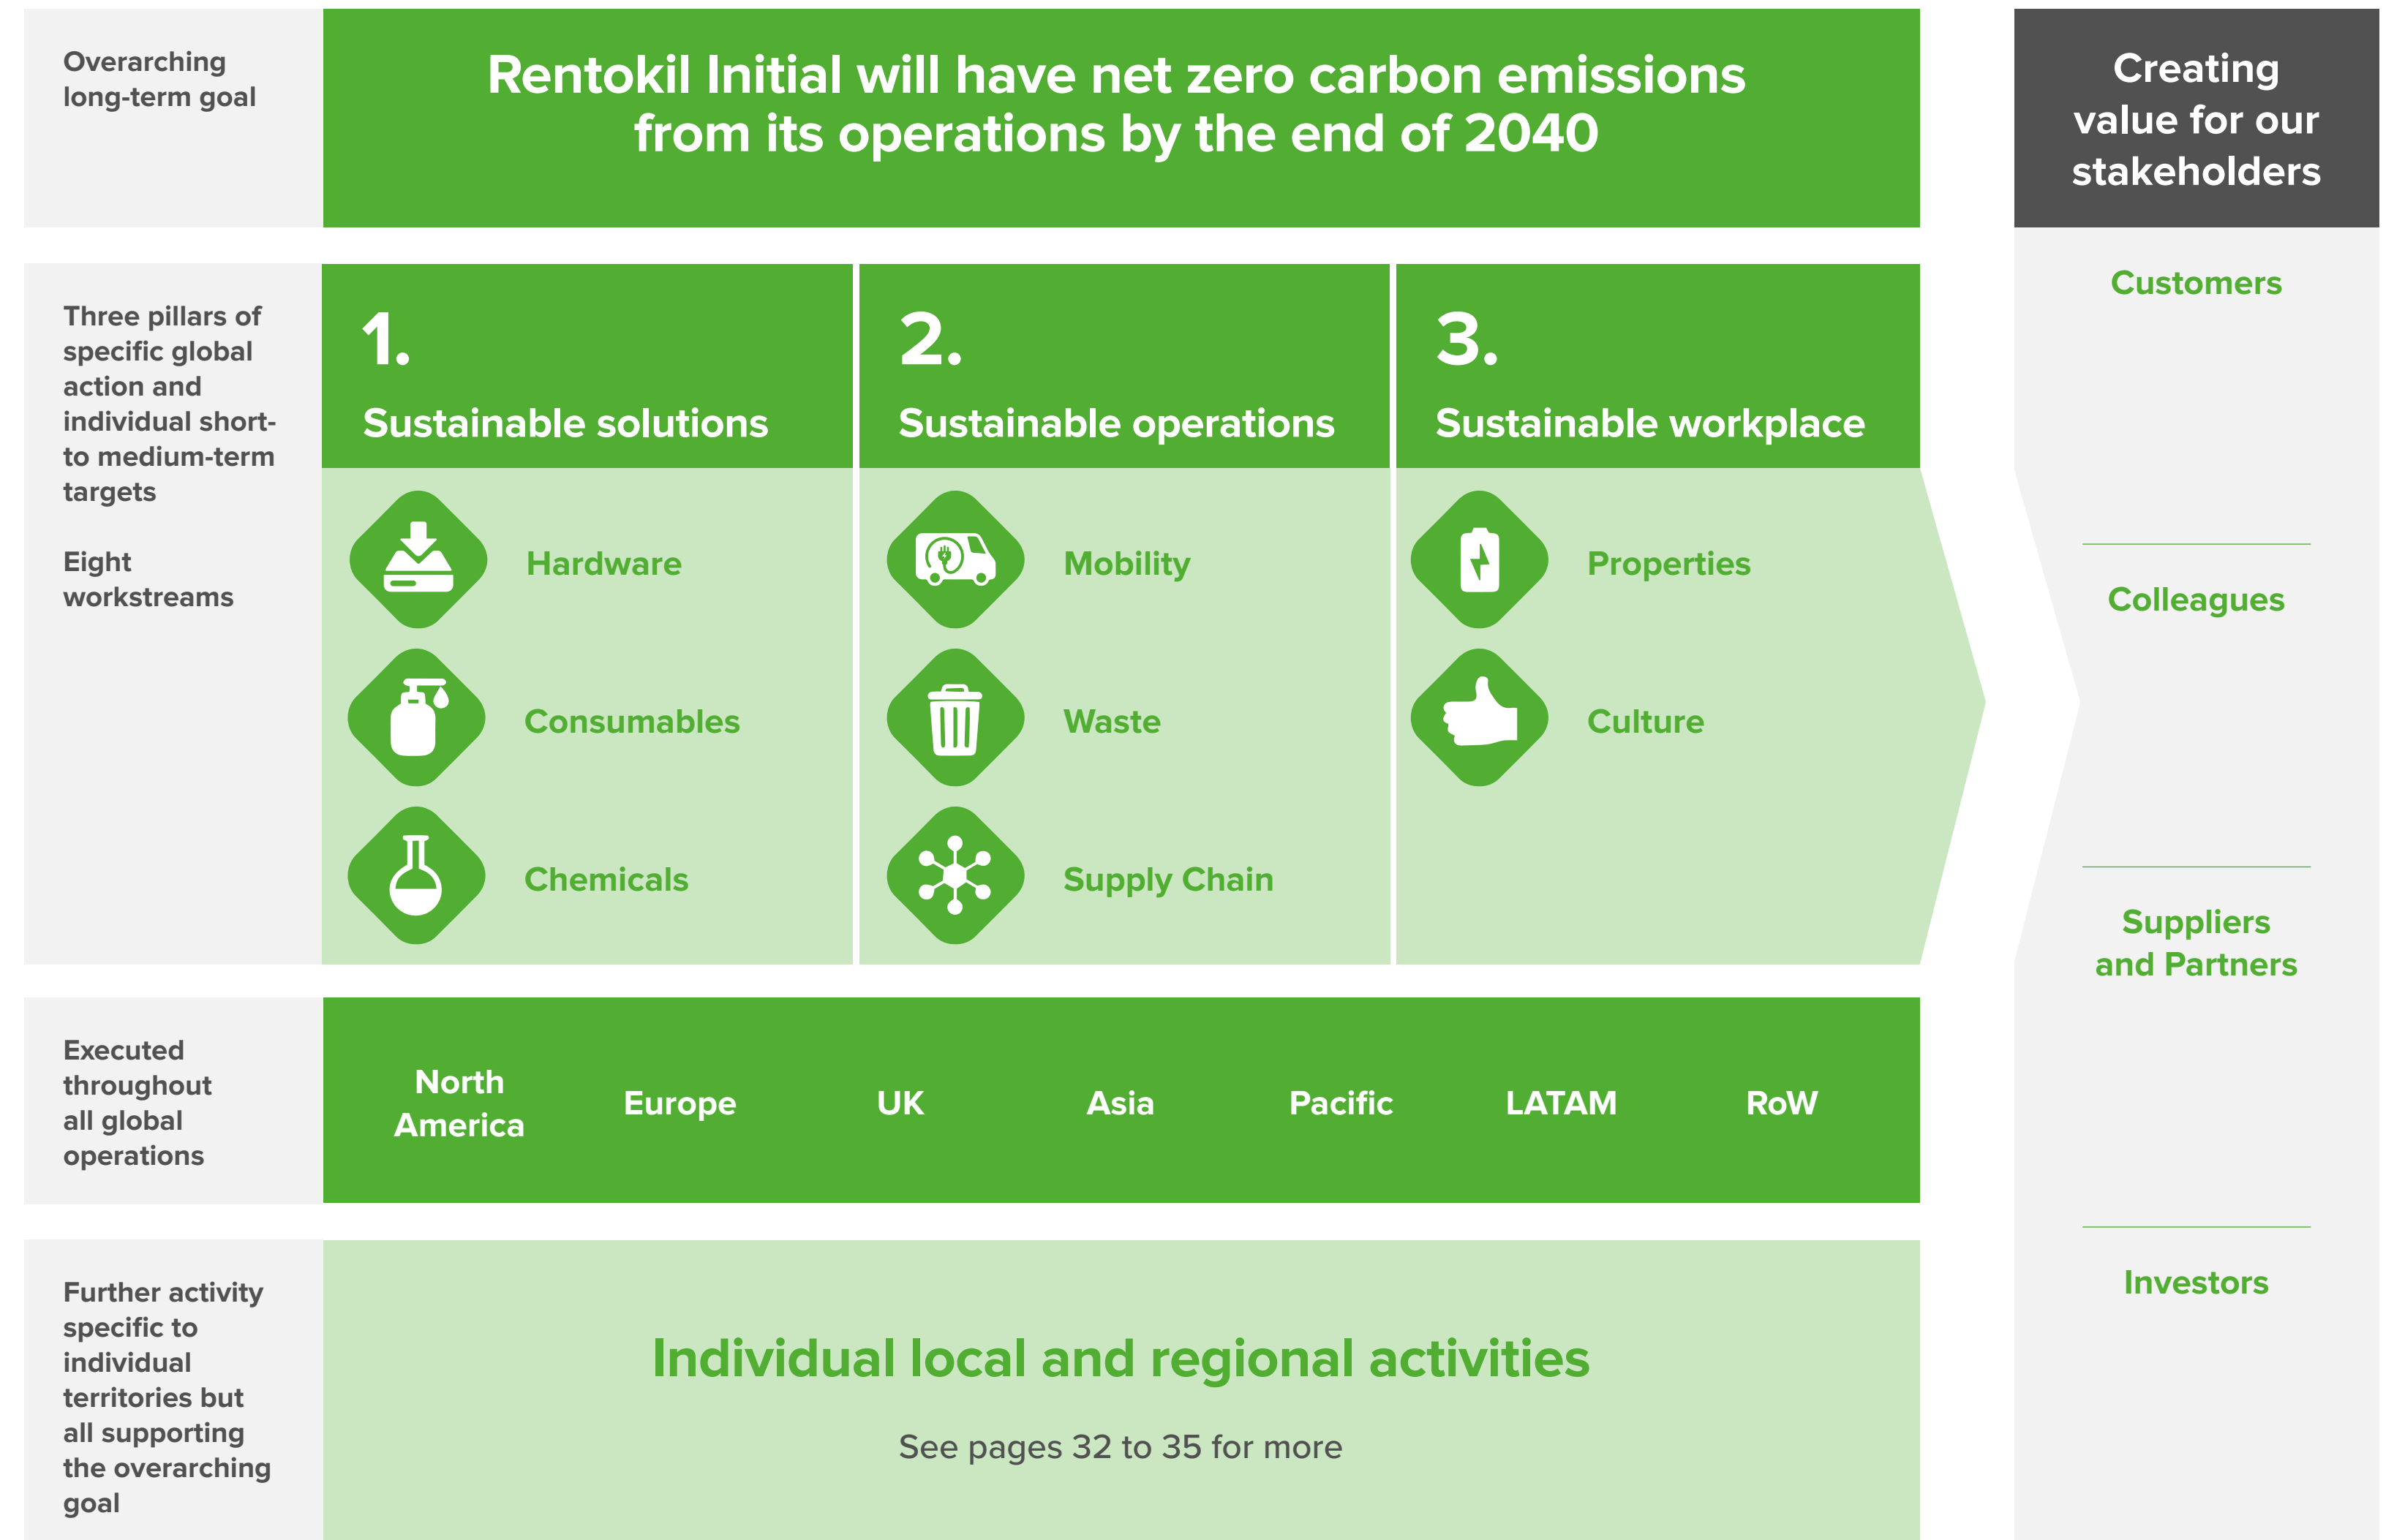 Overarching
long-term goal
Rentokil Initial will have net zero carbon emissions
from its operations by the end of 2040
Three pillars of
specific global
action and
individual short-
to medium-term
targets
Eight
workstreams
1.
Sustainable solutions
Hardware
Consumables
Chemicals
2.
Sustainable operations
Mobility
Waste
Supply Chain
3.
Sustainable workplace
Properties
Culture
Executed
throughout
all global
operations
North
America
Europe
UK
Asia
Pacific
LATAM
RoW
Further activity
specific to
individual
territories but
all supporting
the overarching
goal
Individual local and regional activities
See pages 32 to 35 for more
Creating
value for our
stakeholders
Customers
Colleagues
Suppliers
and Partners
Investors